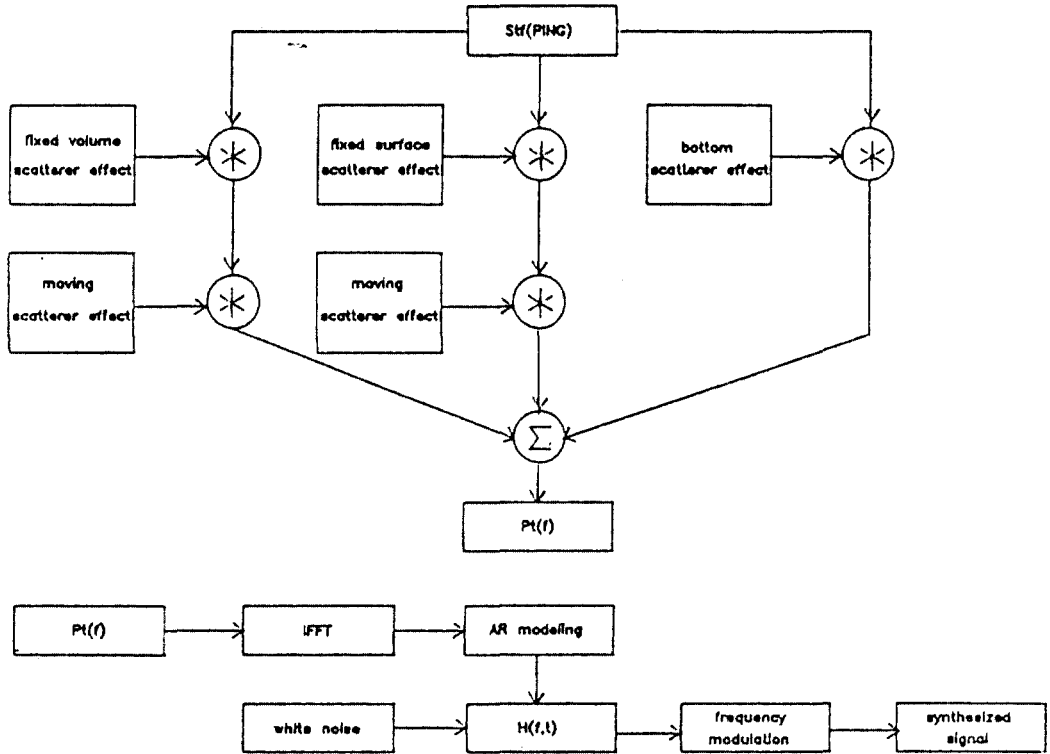 Stf(PING)
fixed volume
scatterer effect
fixed surface
scatterer effect
bottom
scatterer effect
moving
scatterer effect
moving
scatterer effect
Σ
Pt(f)
Pt(f)
IFFT
AR modeling
white noise
H(f,t)
frequency
modulation
synthesized
signal